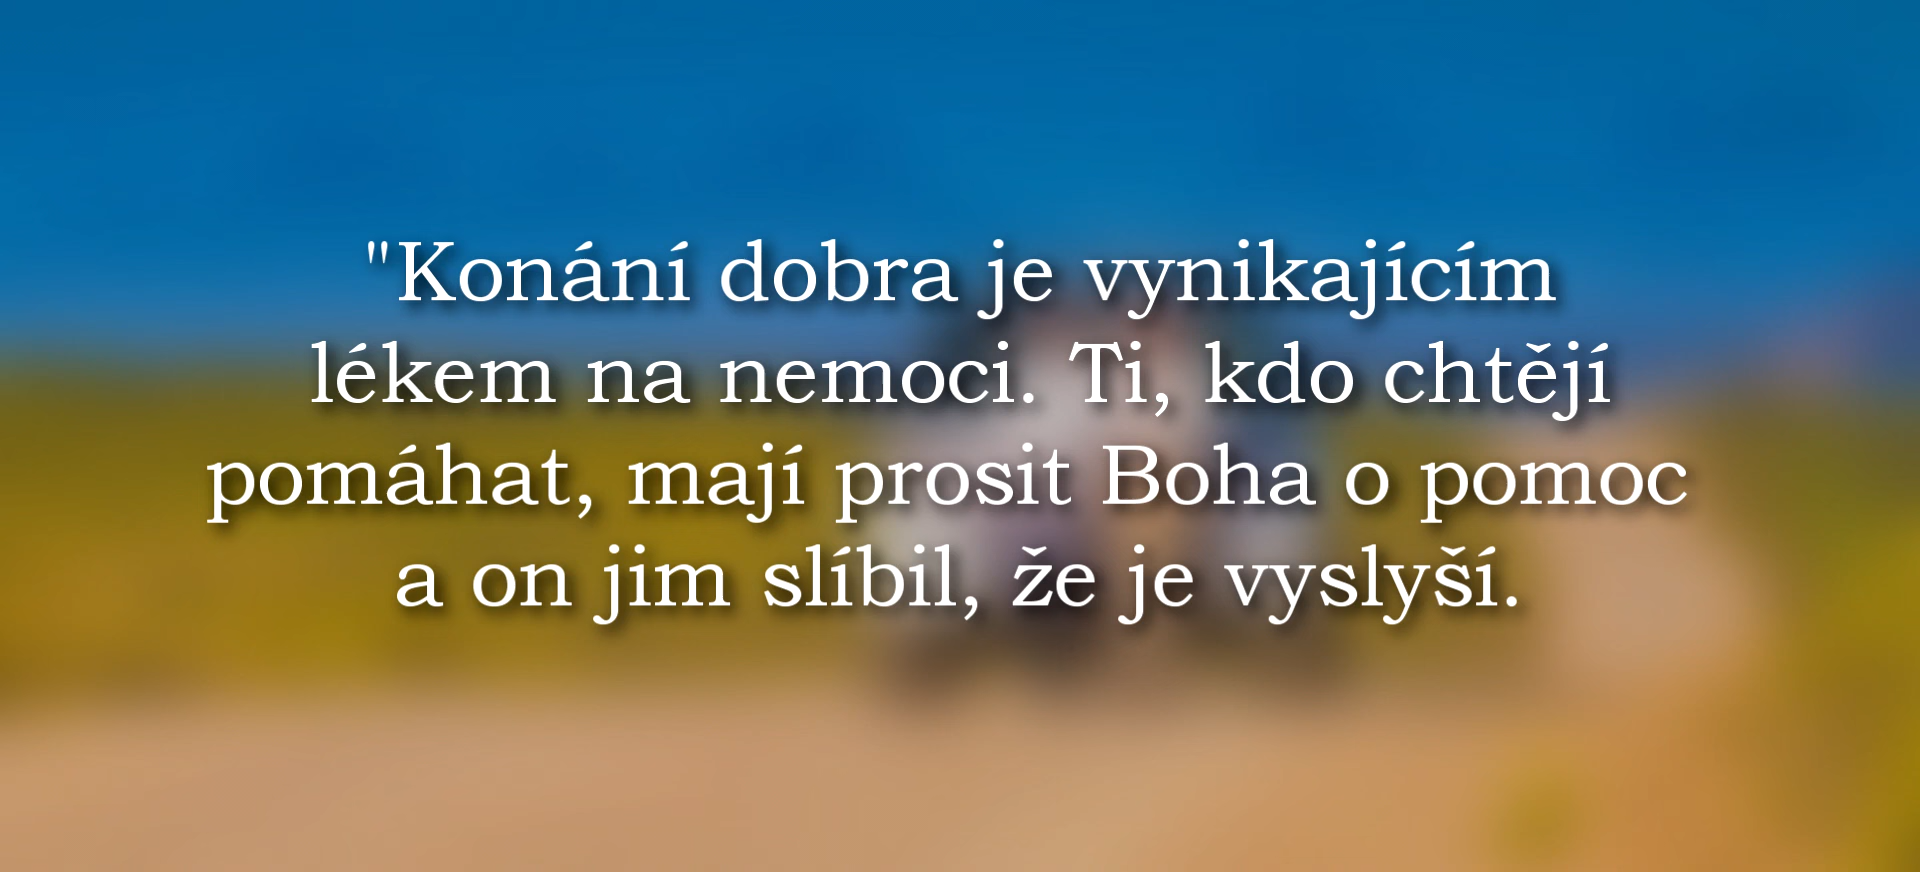 "Konání dobra je vynikajícím
lékem na nemoci. Ti, kdo chtějí
pomáhat, mají prosit Boha o pomoc
a on jim slíbil, že je vyslyší.